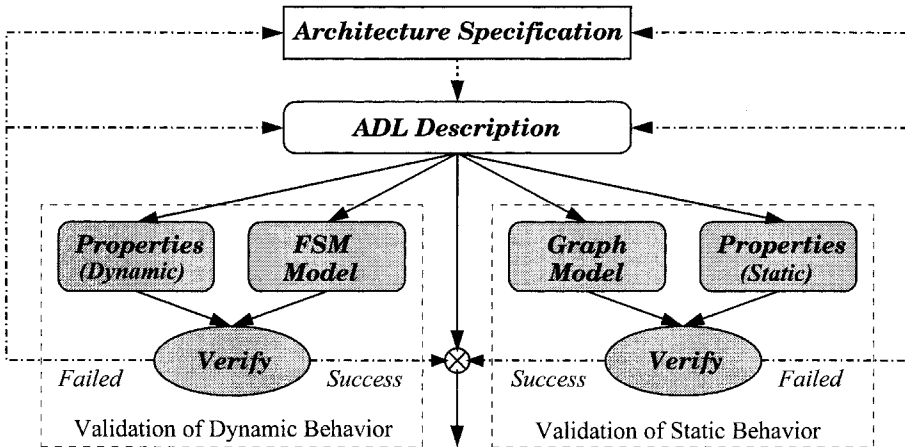 Architecture Specification
ADL Description
Properties
(Dynamic)
FSM
Model
Graph
Model
Properties
(Static)
Verify
Verify
Failed
Success
Success
Failed
Validation of Dynamic Behavior
Validation of Static Behavior